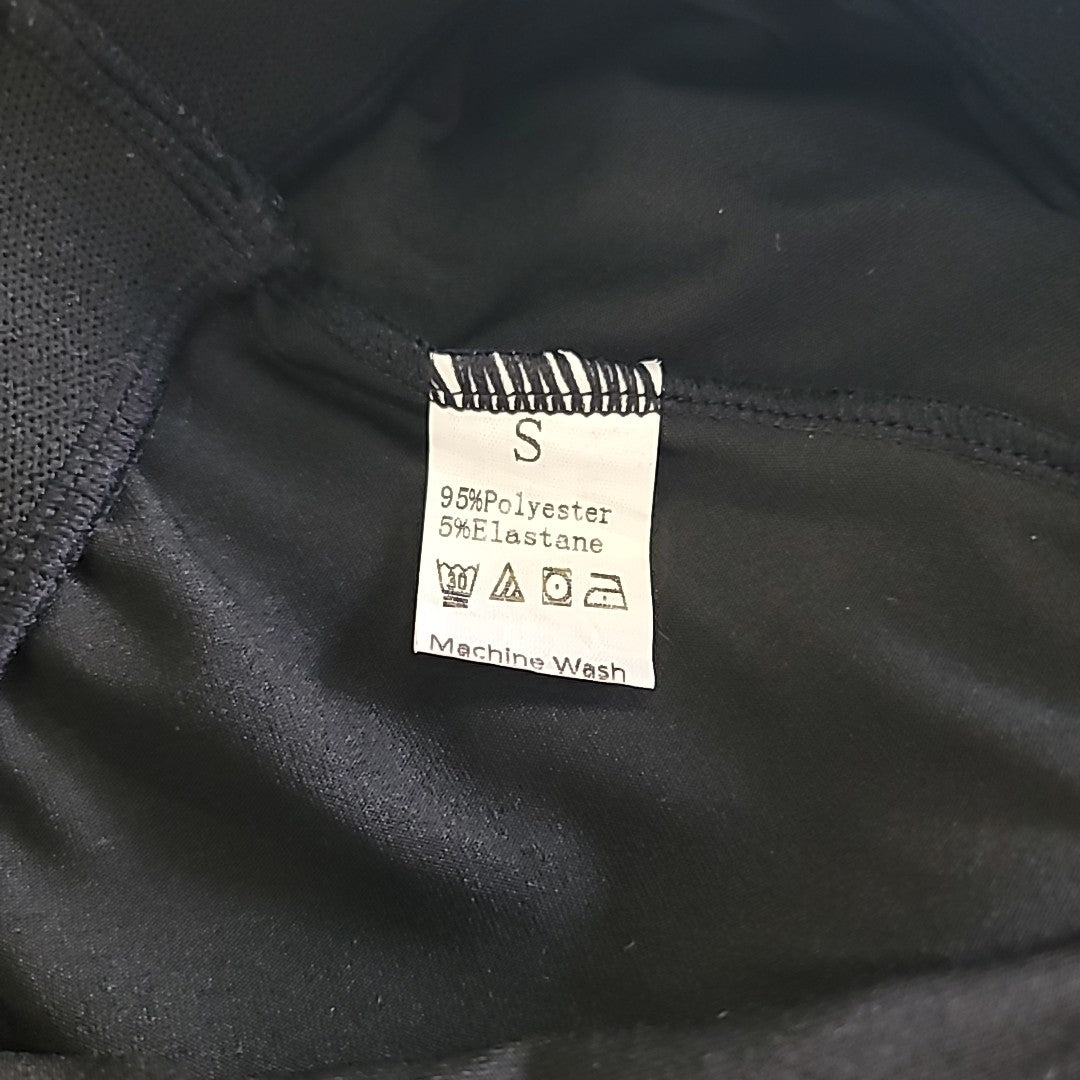 S
95%Polyester
5%Elastane
30
Machine Wash